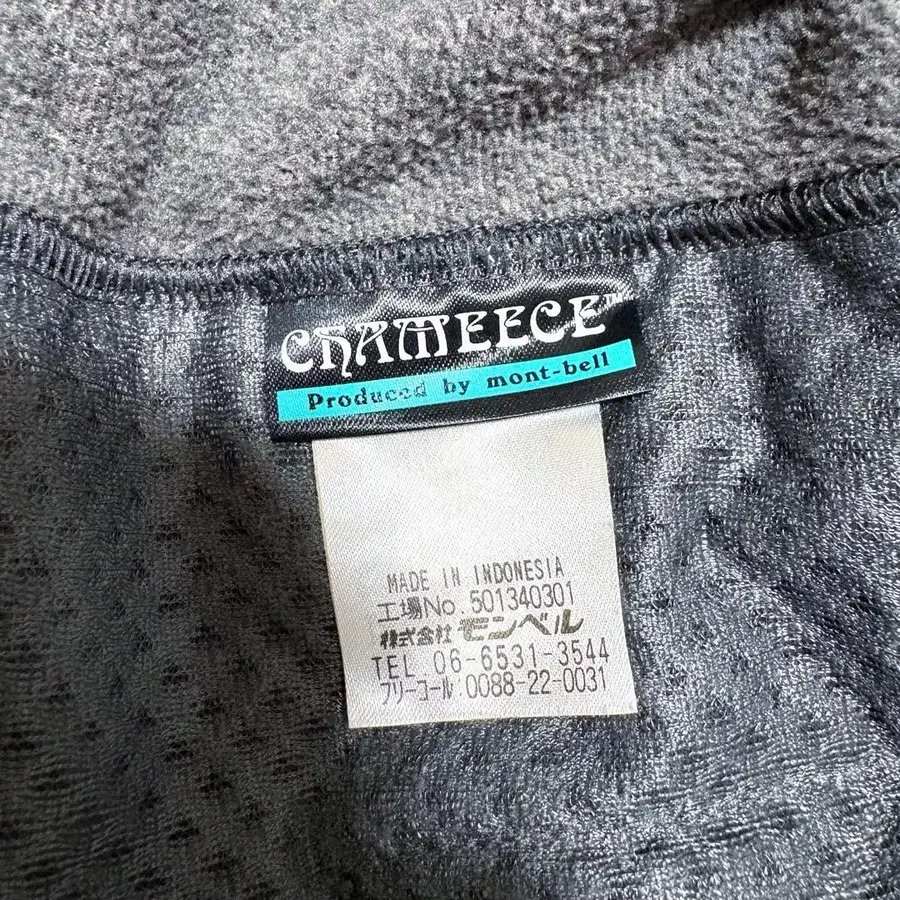 CHAMEECE™
Produced by mont-bell
MADE IN INDONESIA
工場No.501340301
株式会社 モンベル
TEL 06-6531-3544
フリーコール 0088-22-0031